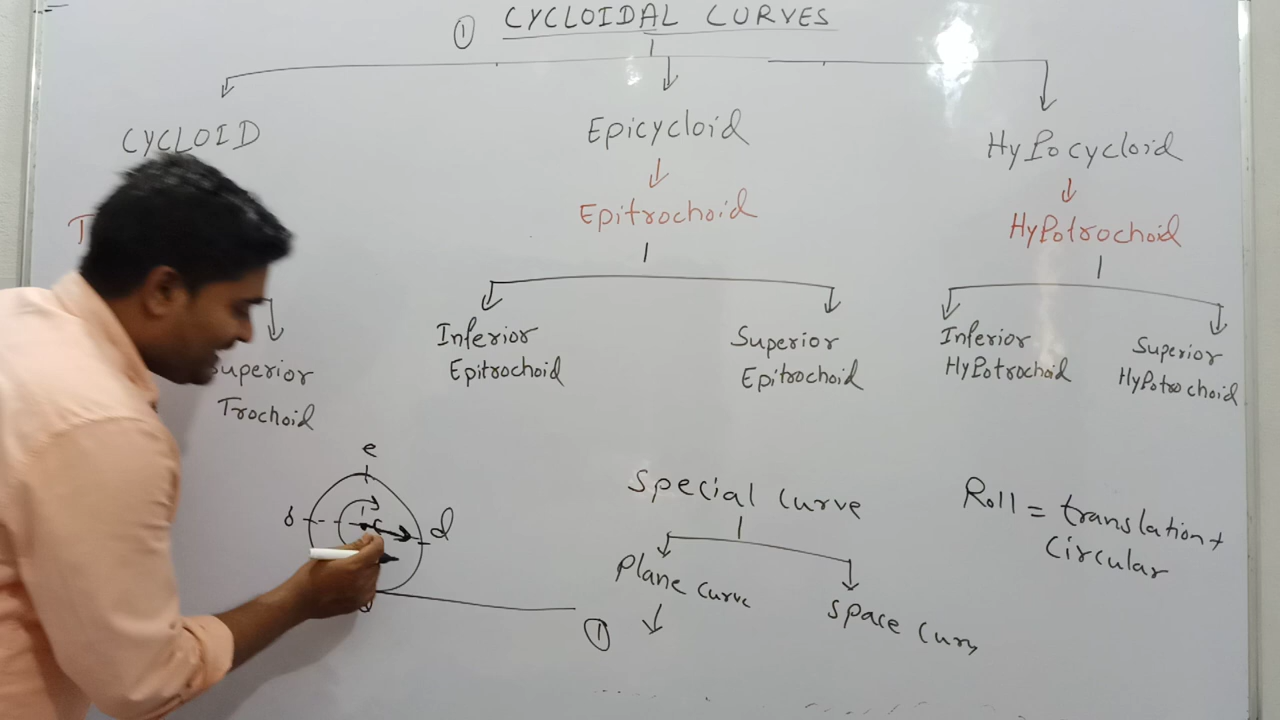 ① CYCLOIDAL CURVES
CYCLOID
Epicycloid
HyPocycloid
T
Epitrochoid
HyPotrochoid
Superior
Trochoid
Inferior
Epitrochoid
Superior
Epitrochoid
Inferior
HyPotrochoid
Superior
HyPotrochoid
e
d
c
Special curve
Plane curve
Space curv
①
Roll = translation +
Circular